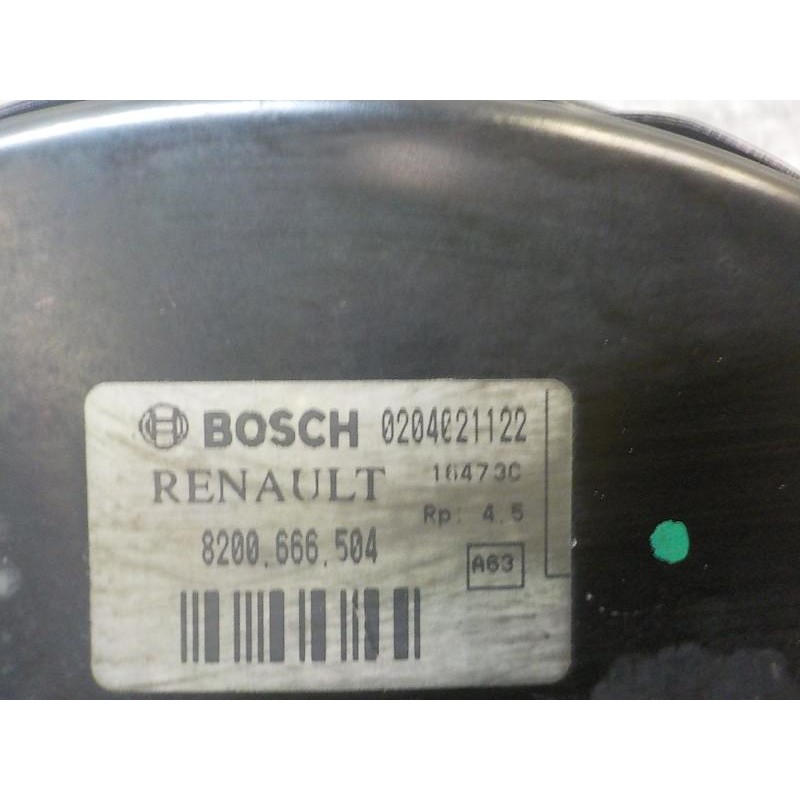 BOSCH 0204021122
RENAULT 16473C
Rp: 4.5
8200.666.504
A63